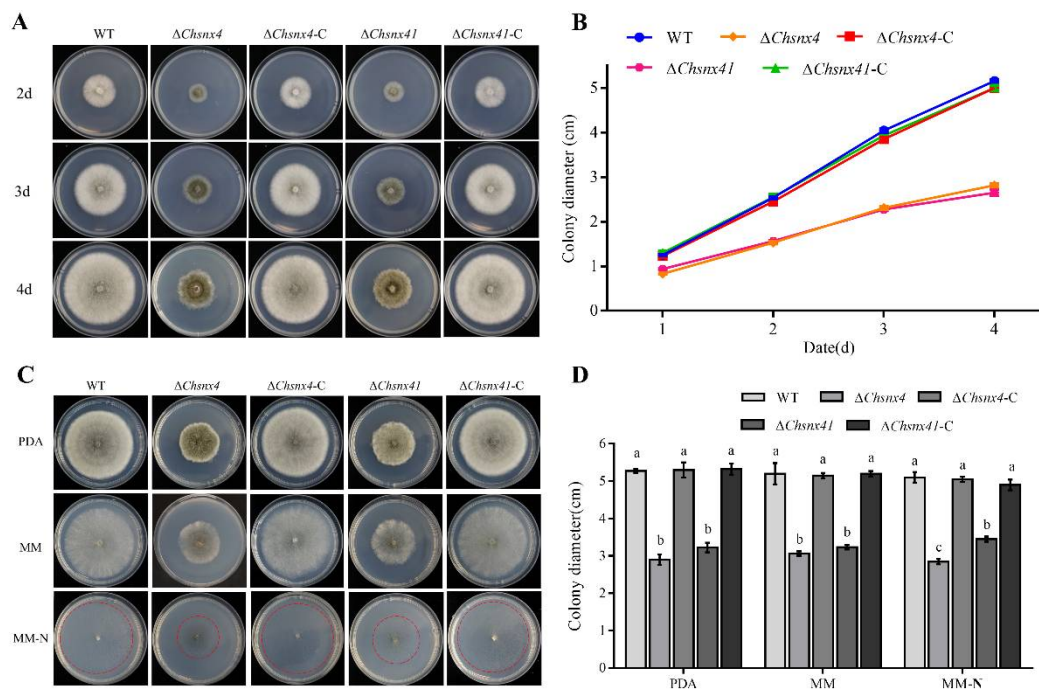 A
WT ΔChsnx4 ΔChsnx4-C ΔChsnx41 ΔChsnx41-C
2d
3d
4d
B
WT ΔChsnx4 ΔChsnx4-C
ΔChsnx41 ΔChsnx41-C
Colony diameter (cm)
5
4
3
2
1
0
1 2 3 4
Date(d)
C
WT ΔChsnx4 ΔChsnx4-C ΔChsnx41 ΔChsnx41-C
PDA
MM
MM-N
D
WT ΔChsnx4 ΔChsnx4-C
ΔChsnx41 ΔChsnx41-C
Colony diameter(cm)
6
5
4
3
2
1
0
a b a b a a b a b a a c a b a
PDA MM MM-N